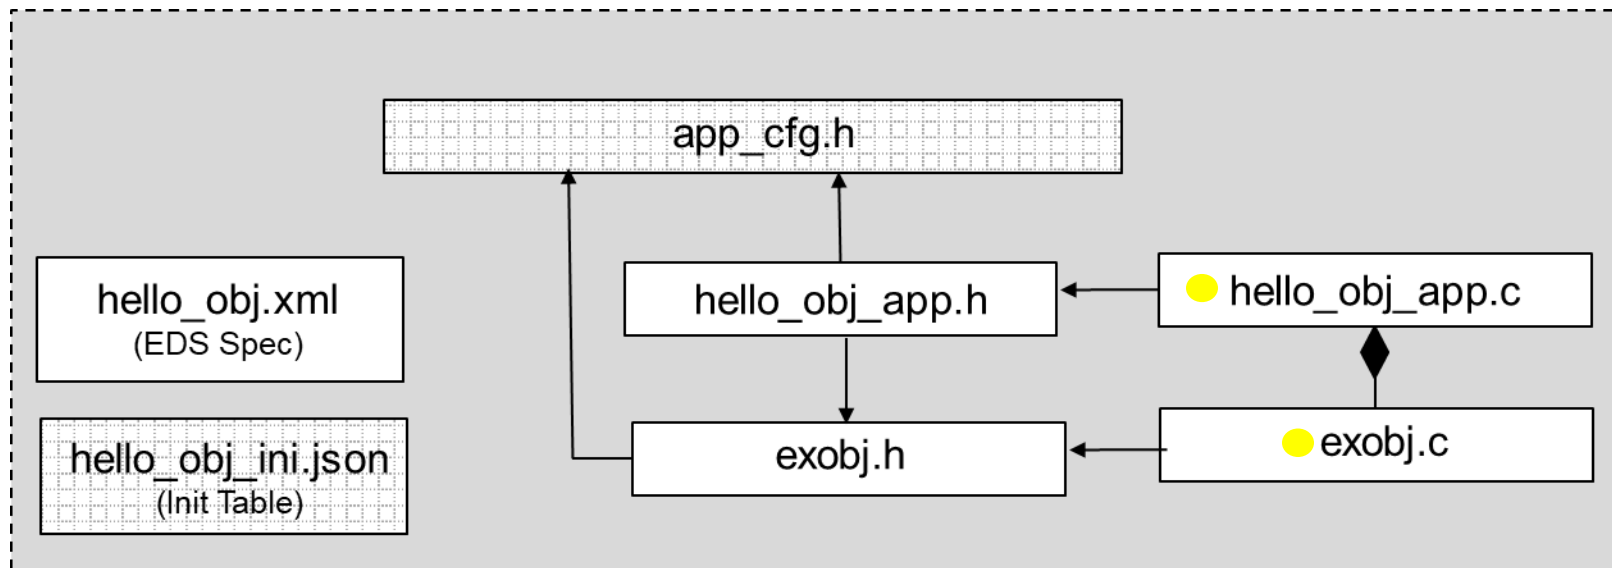 app_cfg.h
hello_obj.xml
(EDS Spec)
hello_obj_app.h
hello_obj_app.c
hello_obj_ini.json
(Init Table)
exobj.h
exobj.c